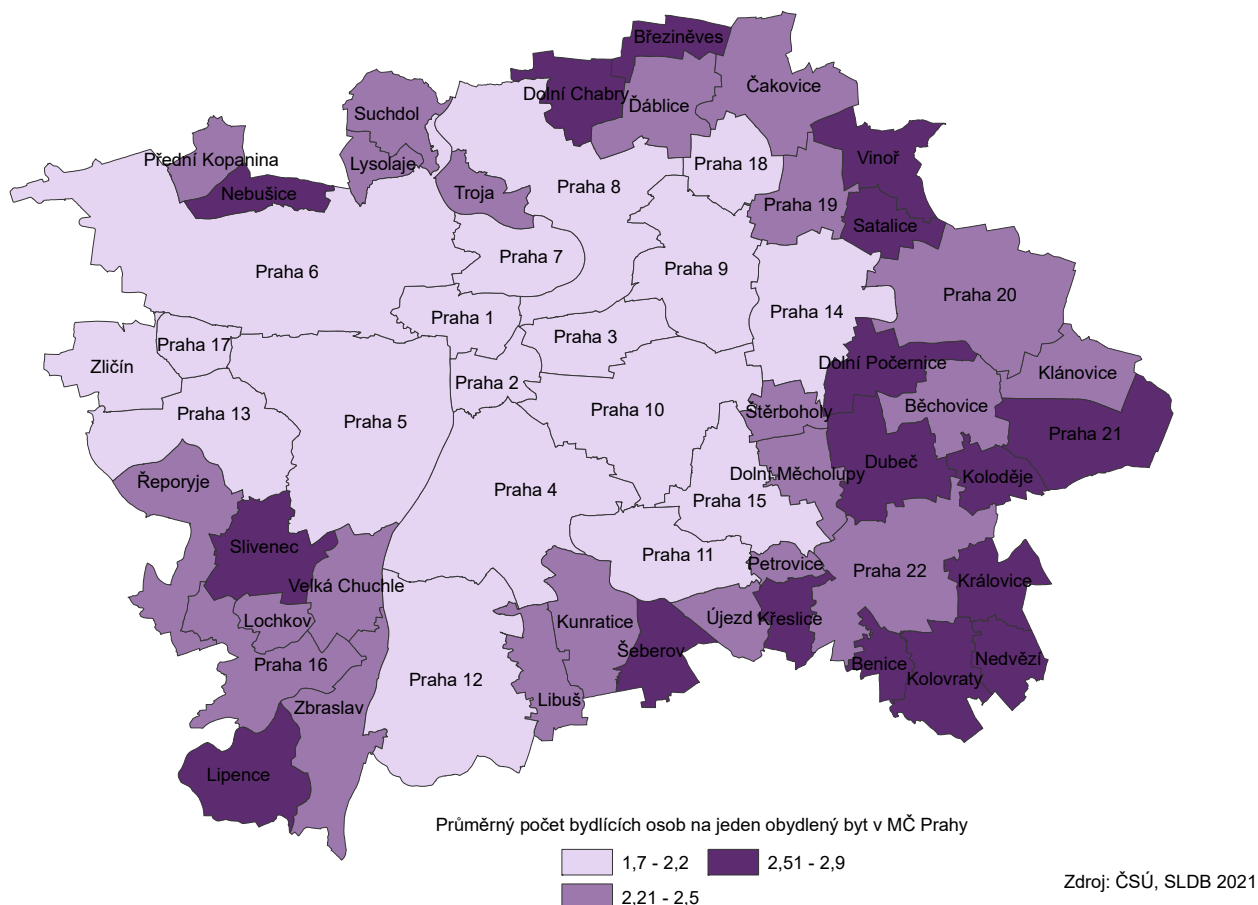 Březiněves
Dolní Chabry
Ďáblice
Čakovice
Suchdol
Přední Kopanina
Lysolaje
Nebušice
Troja
Praha 8
Praha 18
Vinoř
Praha 19
Satalice
Praha 6
Praha 7
Praha 9
Praha 20
Praha 1
Praha 3
Praha 14
Praha 17
Zličín
Praha 2
Dolní Počernice
Klánovice
Praha 13
Praha 5
Praha 10
Štěrboholy
Běchovice
Praha 21
Řeporyje
Praha 4
Praha 15
Dolní Měcholupy
Dubeč
Koloděje
Slivenec
Praha 11
Petrovice
Praha 22
Královice
Velká Chuchle
Lochkov
Kunratice
Újezd
Křeslice
Šeberov
Praha 16
Praha 12
Benice
Nedvězí
Kolovraty
Zbraslav
Libuš
Lipence
Průměrný počet bydlících osob na jeden obydlený byt v MČ Prahy
1,7 - 2,2
2,51 - 2,9
2,21 - 2,5
Zdroj: ČSÚ, SLDB 2021